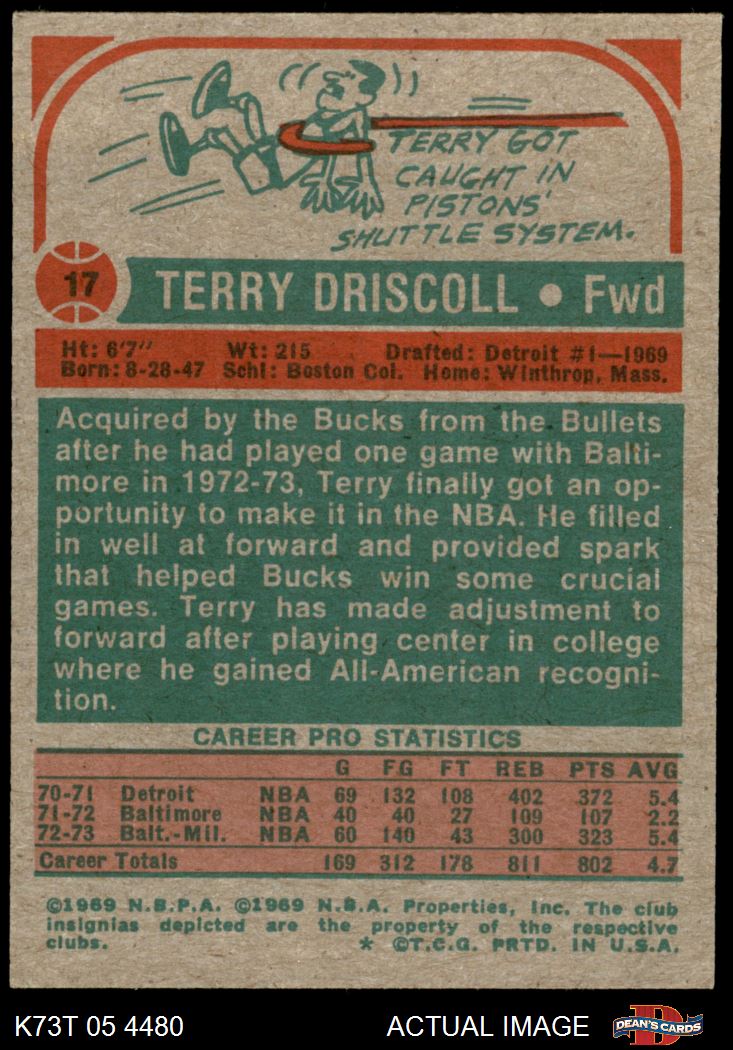 TERRY GOT
CAUGHT IN
PISTONS'
SHUTTLE SYSTEM.
17 TERRY DRISCOLL • Fwd
Ht: 6'7" Wt: 215 Drafted: Detroit #1—1969
Born: 8-28-47 Schl: Boston Col. Home: Winthrop, Mass.
Acquired by the Bucks from the Bullets
after he had played one game with Balti-
more in 1972-73, Terry finally got an op-
portunity to make it in the NBA. He filled
in well at forward and provided spark
that helped Bucks win some crucial
games. Terry has made adjustment to
forward after playing center in college
where he gained All-American recogni-
tion.
CAREER PRO STATISTICS
G FG FT REB PTS AVG
70-71 Detroit NBA 69 132 108 402 372 5.4
71-72 Baltimore NBA 40 40 27 109 107 2.2
72-73 Balt.-Mil. NBA 60 140 43 300 323 5.4
Career Totals 169 312 178 811 802 4.7
©1969 N.B.P.A. ©1969 N.B.A. Properties, Inc. The club
insignias depicted are the property of the respective
clubs. * ©T.C.G. PRTD. IN U.S.A.
K73T 05 4480 ACTUAL IMAGE DEAN'S CARDS